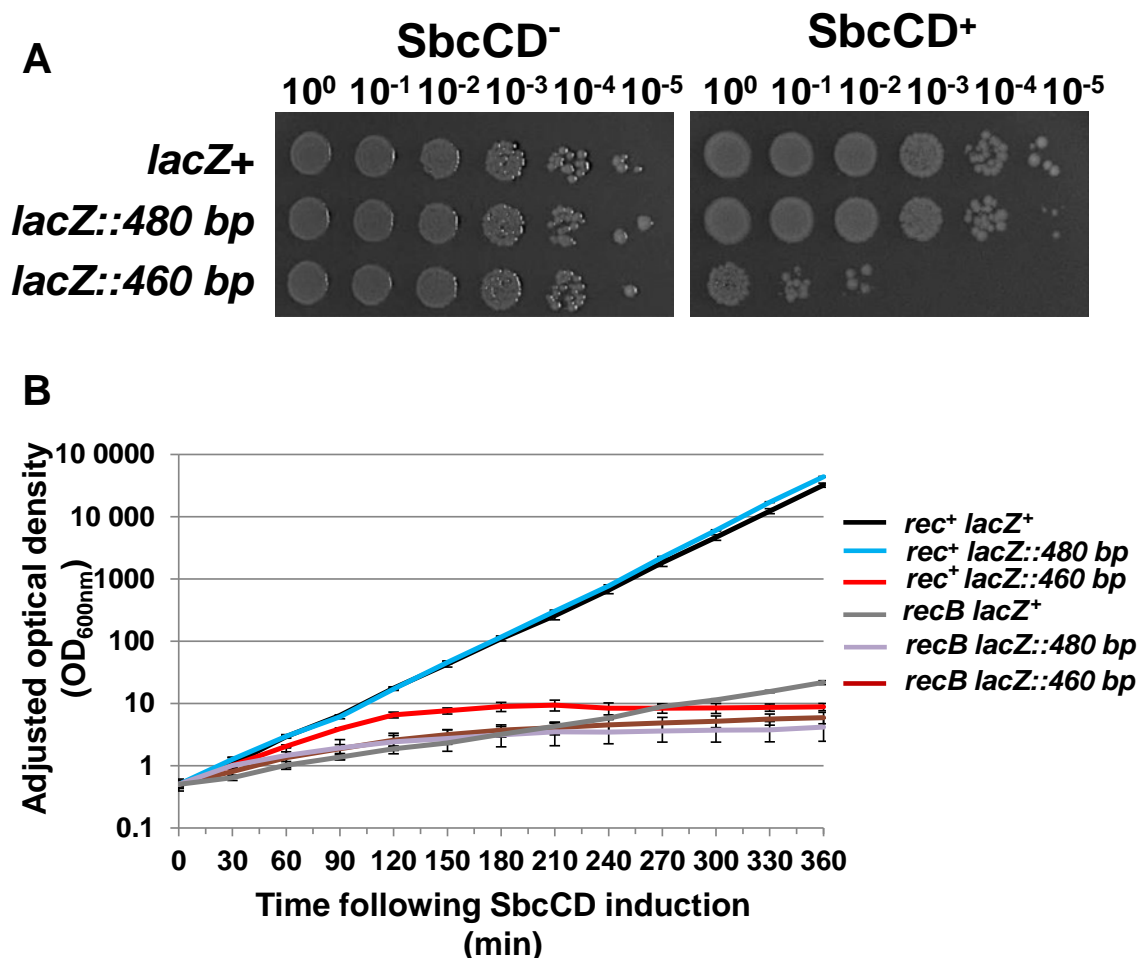 A
SbcCD⁻ SbcCD⁺
10⁰ 10⁻¹ 10⁻² 10⁻³ 10⁻⁴ 10⁻⁵ 10⁰ 10⁻¹ 10⁻² 10⁻³ 10⁻⁴ 10⁻⁵
lacZ+
lacZ::480 bp
lacZ::460 bp
B
Adjusted optical density
(OD₆₀₀ₙₘ)
10 0000
10 000
1000
100
10
1
0.1
0 30 60 90 120 150 180 210 240 270 300 330 360
Time following SbcCD induction
(min)
rec⁺ lacZ⁺
rec⁺ lacZ::480 bp
rec⁺ lacZ::460 bp
recB lacZ⁺
recB lacZ::480 bp
recB lacZ::460 bp